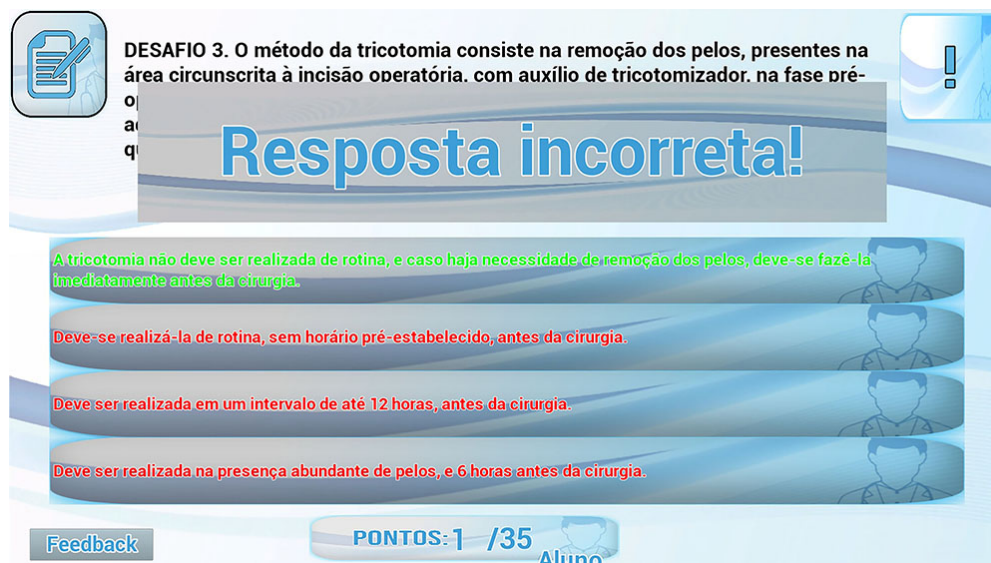 DESAFIO 3. O método da tricotomia consiste na remoção dos pelos, presentes na
área circunscrita à incisão operatória, com auxílio de tricotomizador, na fase pré-
Resposta incorreta!
A tricotomia não deve ser realizada de rotina, e caso haja necessidade de remoção dos pelos, deve-se fazê-la
imediatamente antes da cirurgia.
Deve-se realizá-la de rotina, sem horário pré-estabelecido, antes da cirurgia.
Deve ser realizada em um intervalo de até 12 horas, antes da cirurgia.
Deve ser realizada na presença abundante de pelos, e 6 horas antes da cirurgia.
Feedback
PONTOS: 1 /35
Aluno